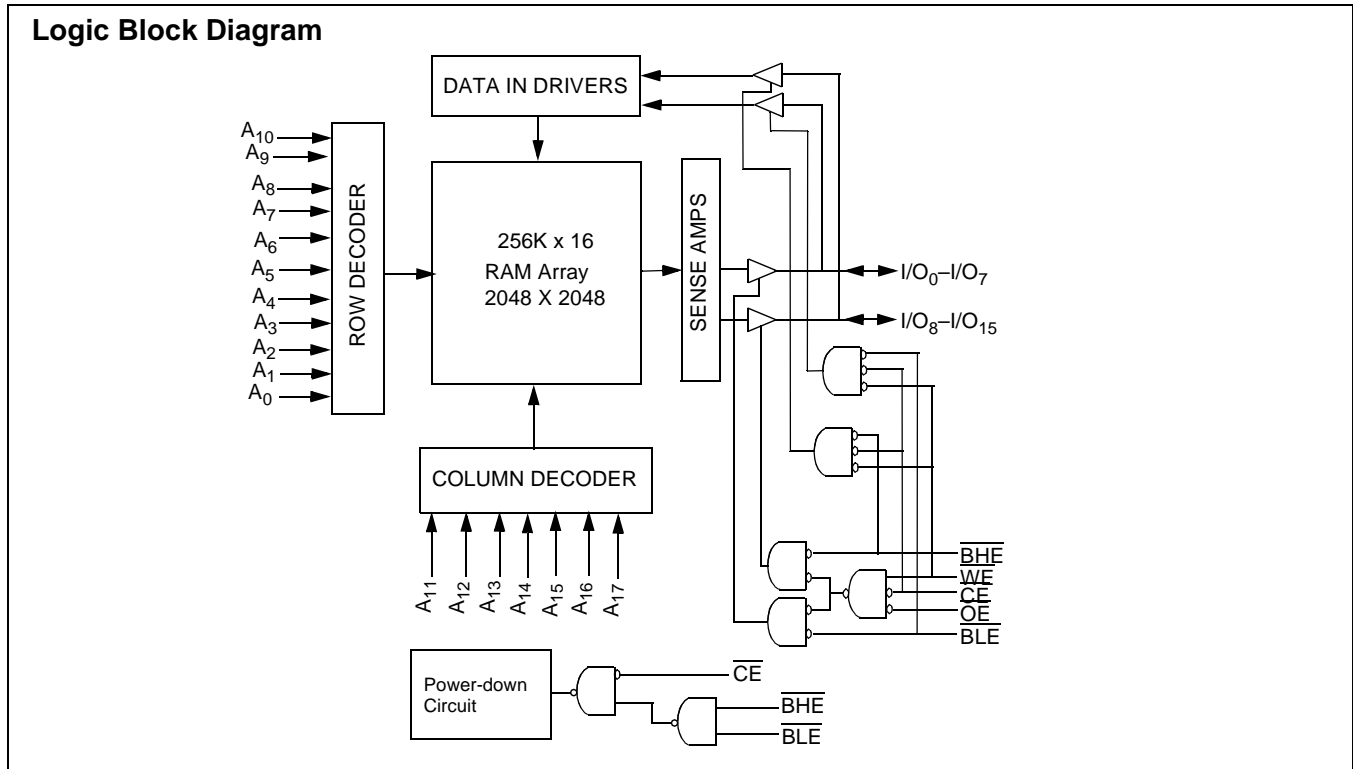 Logic Block Diagram
DATA IN DRIVERS
A10
A9
A8
A7
A6
A5
A4
A3
A2
A1
A0
ROW DECODER
256K x 16
RAM Array
2048 X 2048
SENSE AMPS
I/O0–I/O7
I/O8–I/O15
COLUMN DECODER
A11
A12
A13
A14
A15
A16
A17
BHE
WE
CE
OE
BLE
Power-down
Circuit
CE
BHE
BLE